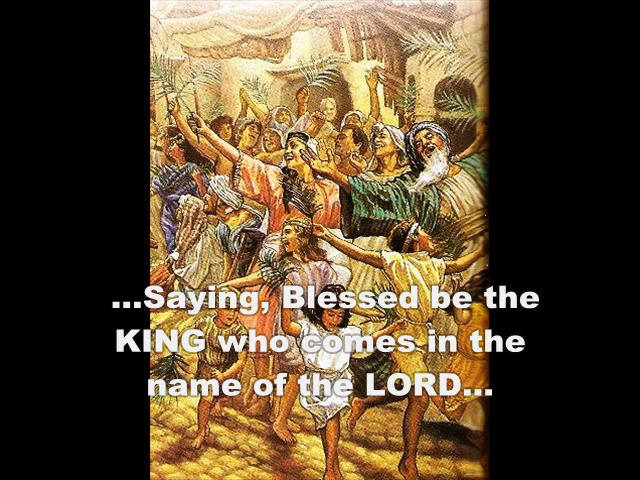 ...Saying, Blessed be the
KING who comes in the
name of the LORD...